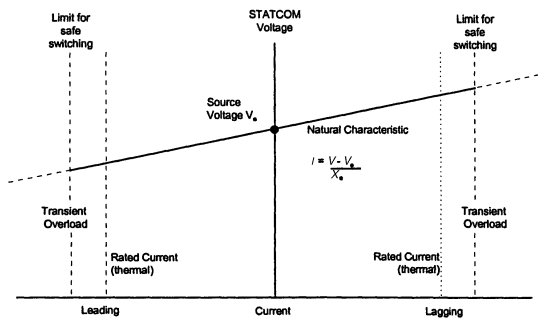 Limit for
safe
switching
STATCOM
Voltage
Limit for
safe
switching
Source
Voltage Vₑ
Natural Characteristic
I = V - Vₑ
Xₑ
Transient
Overload
Transient
Overload
Rated Current
(thermal)
Rated Current
(thermal)
Leading
Current
Lagging